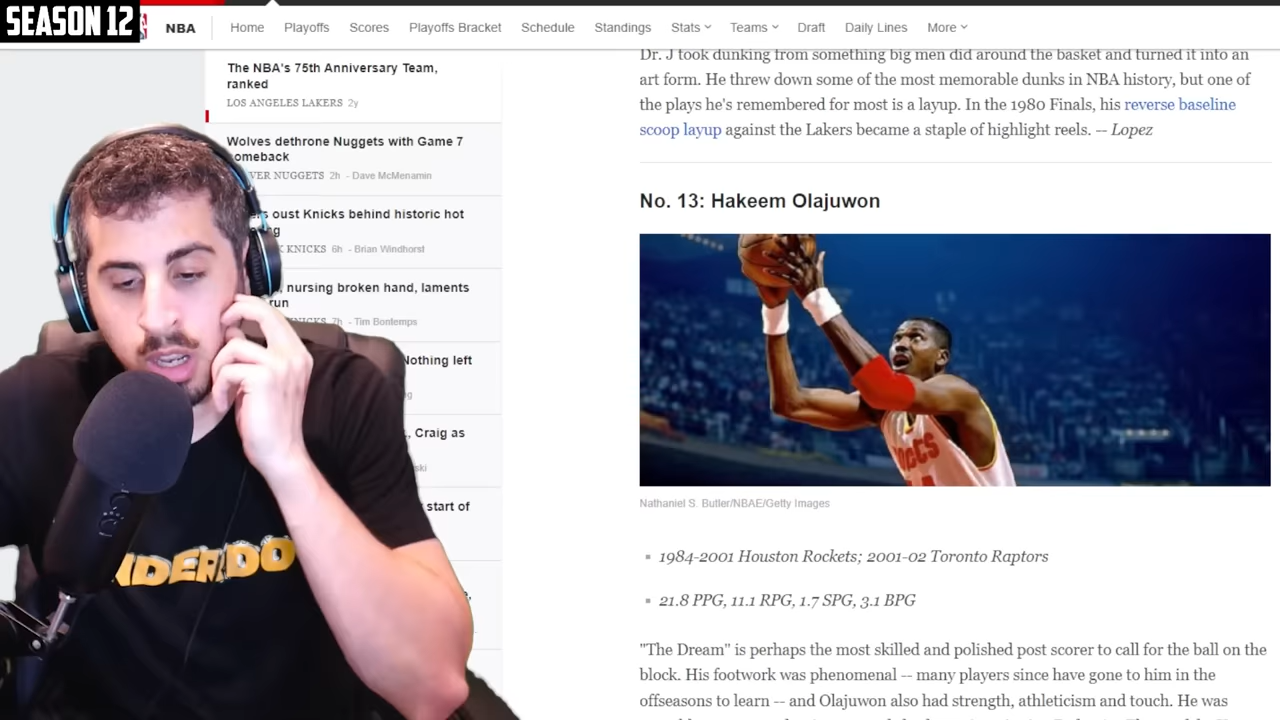 SEASON 12
NBA Home Playoffs Scores Playoffs Bracket Schedule Standings Stats Teams Draft Daily Lines More
The NBA's 75th Anniversary Team,
ranked
LOS ANGELES LAKERS 2y
Wolves dethrone Nuggets with Game 7
comeback
VER NUGGETS 2h - Dave McMenamin
oust Knicks behind historic hot
KNICKS 6h - Brian Windhorst
, nursing broken hand, laments
run
KNICKS 7h - Tim Bontemps
Nothing left
, Craig as
ski
start of
Dr. J took dunking from something big men did around the basket and turned it into an
art form. He threw down some of the most memorable dunks in NBA history, but one of
the plays he's remembered for most is a layup. In the 1980 Finals, his reverse baseline
scoop layup against the Lakers became a staple of highlight reels. -- Lopez
No. 13: Hakeem Olajuwon
Nathaniel S. Butler/NBAE/Getty Images
1984-2001 Houston Rockets; 2001-02 Toronto Raptors
21.8 PPG, 11.1 RPG, 1.7 SPG, 3.1 BPG
"The Dream" is perhaps the most skilled and polished post scorer to call for the ball on the
block. His footwork was phenomenal -- many players since have gone to him in the
offseasons to learn -- and Olajuwon also had strength, athleticism and touch. He was